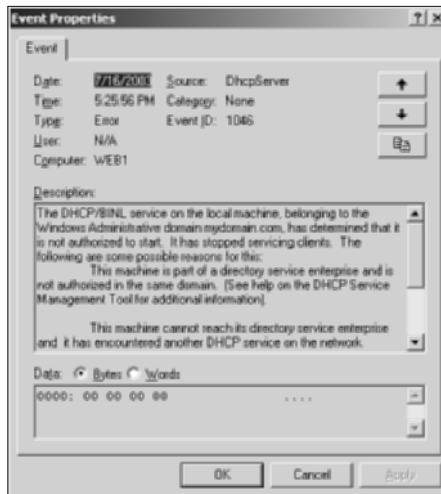 Event Properties
? X
Event
Date: 7/16/2000 Source: DhcpServer
Time: 5:25:56 PM Category: None
Type: Error Event ID: 1046
User: N/A
Computer: WEB1
Description:
The DHCP/BINL service on the local machine, belonging to the
Windows Administrative domain mydomain.com, has determined that it
is not authorized to start. It has stopped servicing clients. The
following are some possible reasons for this:
This machine is part of a directory service enterprise and is
not authorized in the same domain. (See help on the DHCP Service
Management Tool for additional information).
This machine cannot reach its directory service enterprise
and it has encountered another DHCP service on the network.
Data: Bytes Words
0000: 00 00 00 00 ....
OK Cancel Apply